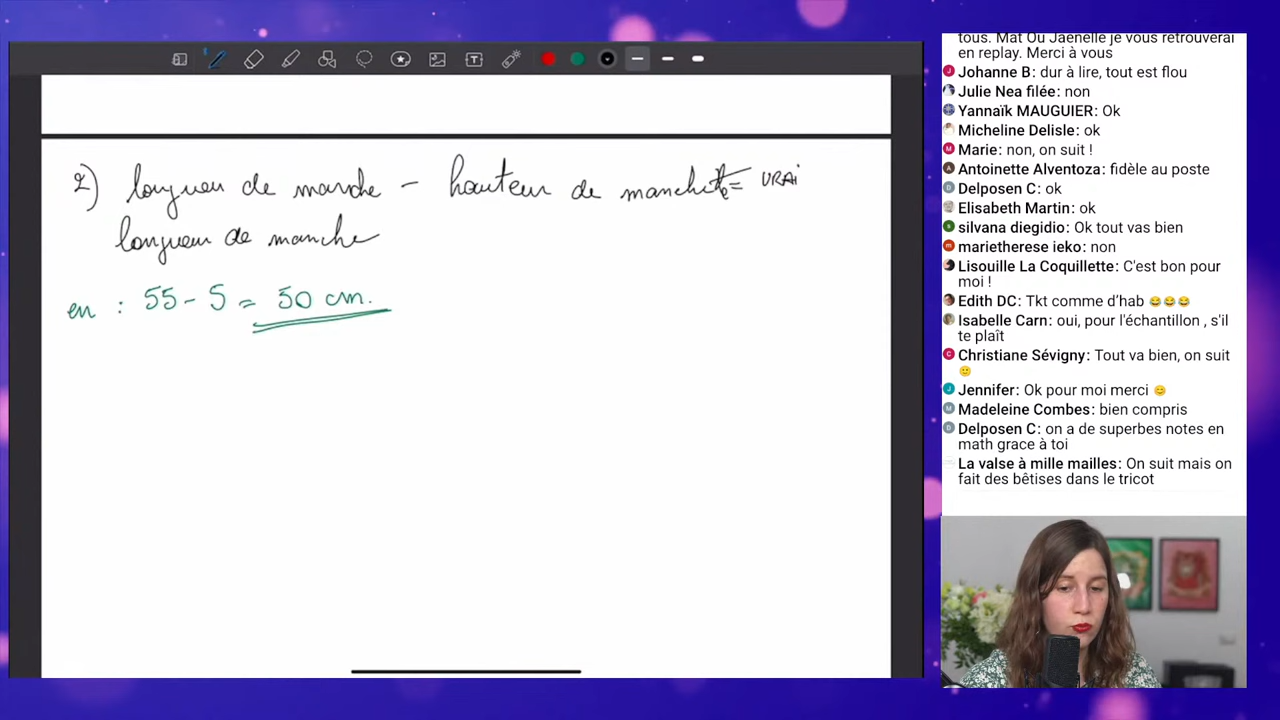 2) longueur de manche - hauteur de manchette = VRAI
longueur de manche
en : 55 - 5 = 50 cm.
T
tous. Mat Ou Jaenelle je vous retrouverai
en replay. Merci à vous
J Johanne B: dur à lire, tout est flou
Julie Nea filée: non
Yannaïk MAUGUIER: Ok
Micheline Delisle: ok
M Marie: non, on suit !
A Antoinette Alventoza: fidèle au poste
D Delposen C: ok
Elisabeth Martin: ok
s silvana diegidio: Ok tout vas bien
m marietherese ieko: non
Lisouille La Coquillette: C'est bon pour
moi !
Edith DC: Tkt comme d’hab 😂😂😂
Isabelle Carn: oui, pour l'échantillon , s'il
te plaît
C Christiane Sévigny: Tout va bien, on suit
🙂
J Jennifer: Ok pour moi merci 😊
M Madeleine Combes: bien compris
D Delposen C: on a de superbes notes en
math grace à toi
La valse à mille mailles: On suit mais on
fait des bêtises dans le tricot